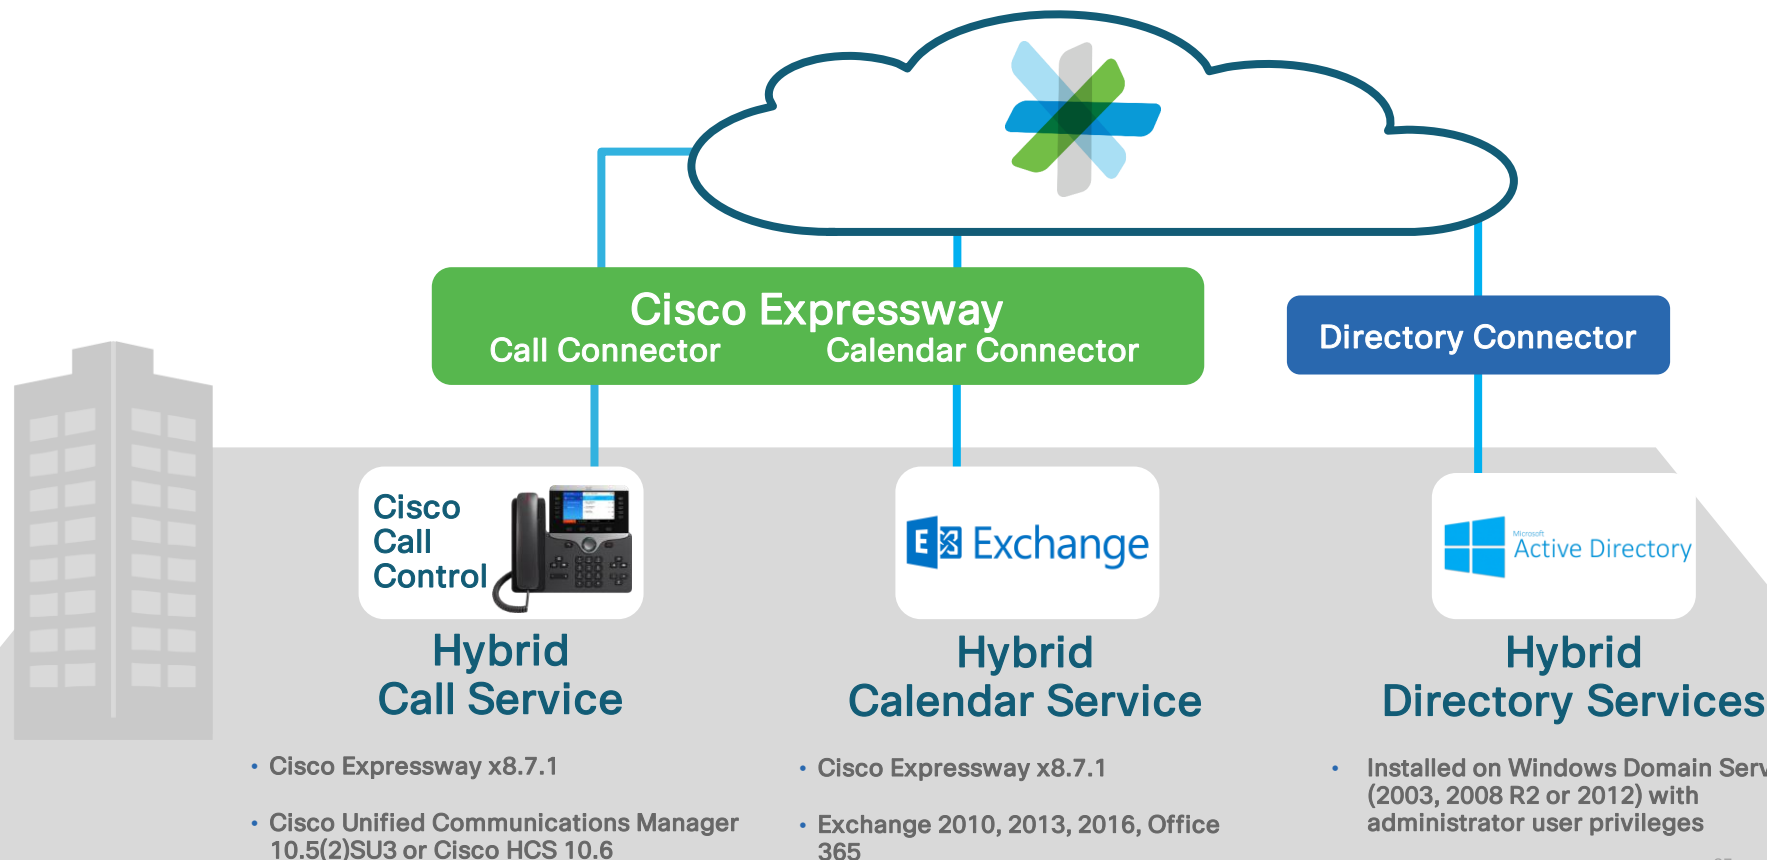 Cisco Expressway
Call Connector
Calendar Connector
Directory Connector
Cisco
Call
Control
E
Exchange
Microsoft
Active Directory
Hybrid
Call Service
Hybrid
Calendar Service
Hybrid
Directory Services
• Cisco Expressway x8.7.1
• Cisco Unified Communications Manager
10.5(2)SU3 or Cisco HCS 10.6
• Cisco Expressway x8.7.1
• Exchange 2010, 2013, 2016, Office
365
• Installed on Windows Domain Serv
(2003, 2008 R2 or 2012) with
administrator user privileges